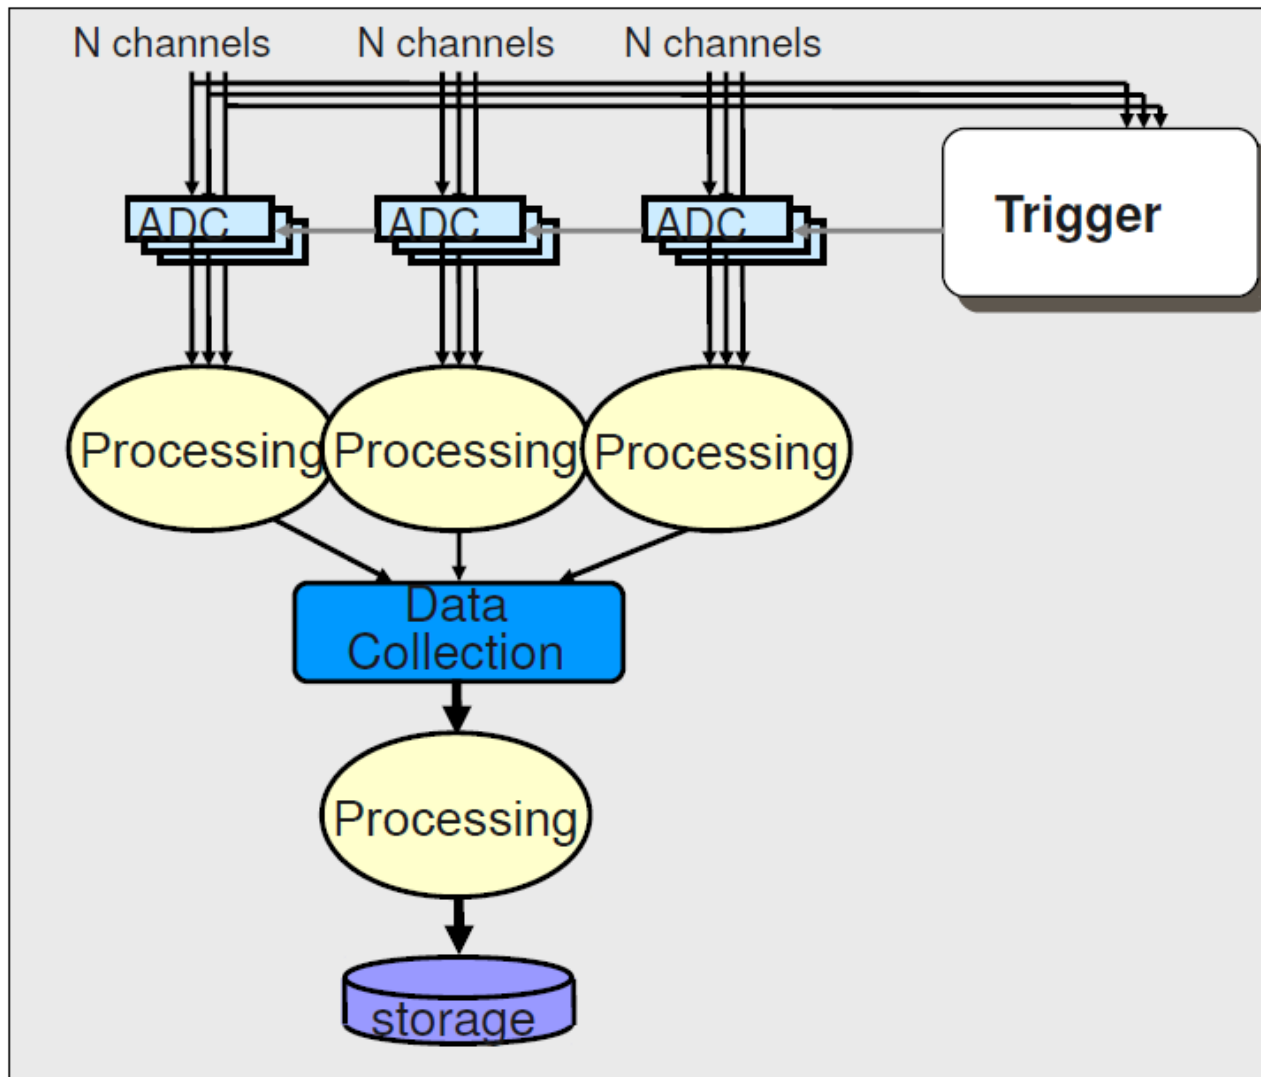 N channels
N channels
N channels
ADC
ADC
ADC
Trigger
Processing
Processing
Processing
Data
Collection
Processing
storage